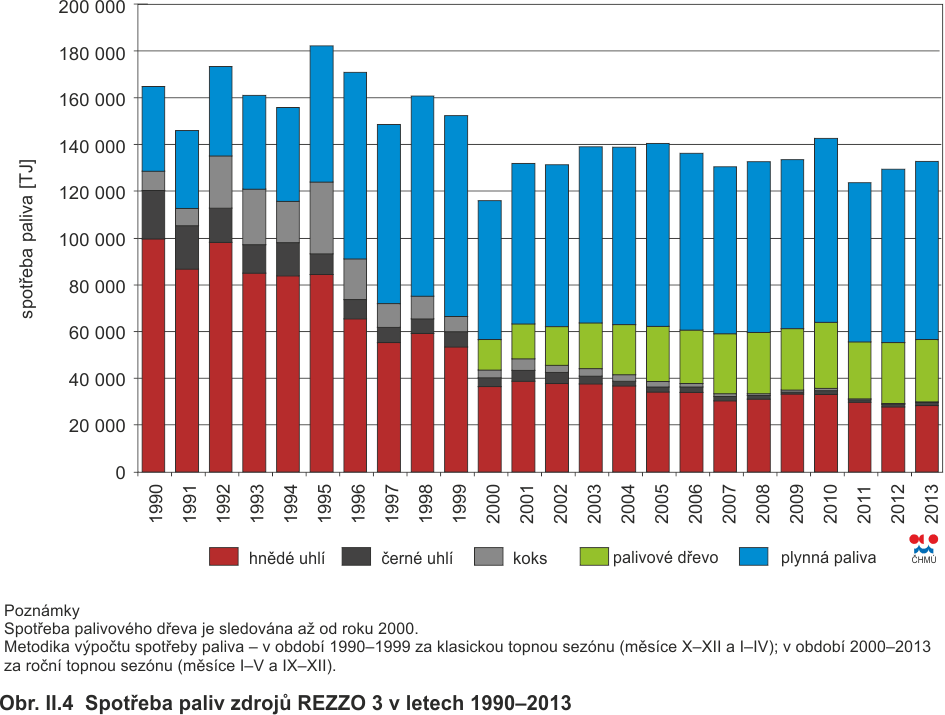 200 000
180 000
160 000
140 000
120 000
100 000
80 000
60 000
40 000
20 000
0
spotřeba paliva [TJ]
1990 1991 1992 1993 1994 1995 1996 1997 1998 1999 2000 2001 2002 2003 2004 2005 2006 2007 2008 2009 2010 2011 2012 2013
hnědé uhlí černé uhlí koks palivové dřevo plynná paliva
ČHMÚ
Poznámky
Spotřeba palivového dřeva je sledována až od roku 2000.
Metodika výpočtu spotřeby paliva – v období 1990–1999 za klasickou topnou sezónu (měsíce X–XII a I–IV); v období 2000–2013
za roční topnou sezónu (měsíce I–V a IX–XII).
Obr. II.4 Spotřeba paliv zdrojů REZZO 3 v letech 1990–2013